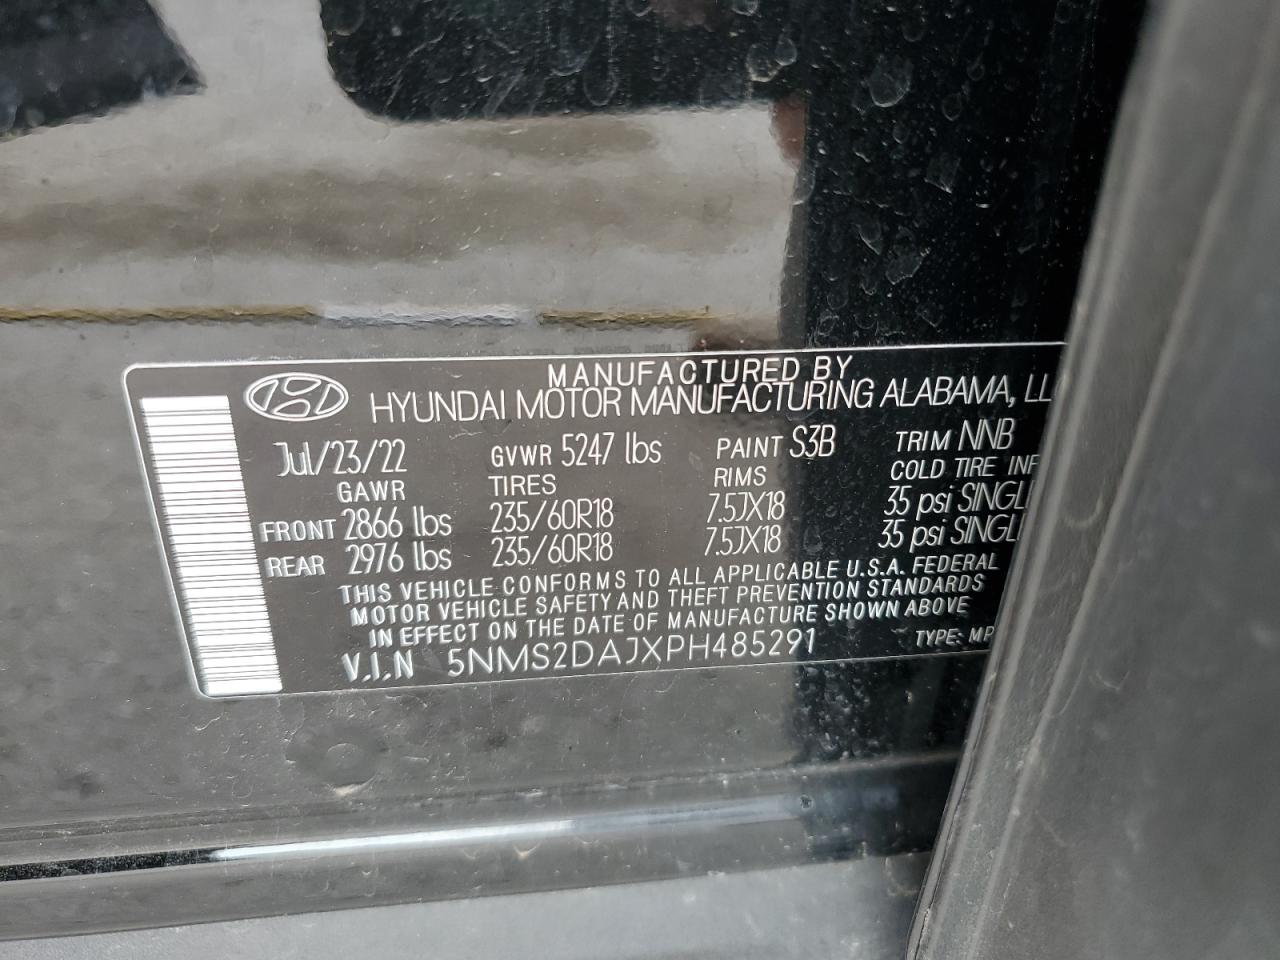 MANUFACTURED BY
HYUNDAI MOTOR MANUFACTURING ALABAMA, LL
Jul/23/22 GVWR 5247 lbs PAINT S3B TRIM NNB
GAWR TIRES RIMS COLD TIRE INF
FRONT 2866 lbs 235/60R18 7.5JX18 35 psi SINGL
REAR 2976 lbs 235/60R18 7.5JX18 35 psi SINGL
THIS VEHICLE CONFORMS TO ALL APPLICABLE U.S.A. FEDERAL
MOTOR VEHICLE SAFETY AND THEFT PREVENTION STANDARDS
IN EFFECT ON THE DATE OF MANUFACTURE SHOWN ABOVE
V.I.N 5NMS2DAJXPH485291 TYPE: MP